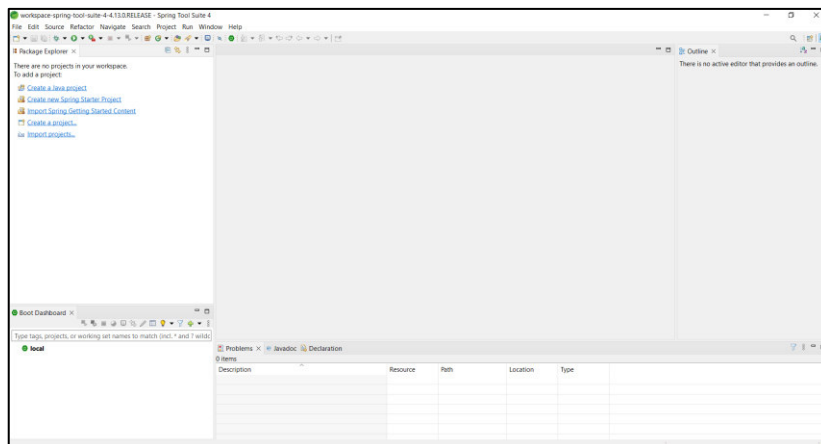 workspace-spring-tool-suite-4-4.13.0.RELEASE - Spring Tool Suite 4
File Edit Source Refactor Navigate Search Project Run Window Help
Package Explorer
Outline
There are no projects in your workspace.
To add a project:
There is no active editor that provides an outline.
Create a Java project
Create new Spring Starter Project
Import Spring Getting Started Content
Create a project...
Import projects...
Boot Dashboard
Type tags, projects, or working set names to match (incl. * and ? wildc
local
Problems Javadoc Declaration
0 items
Description Resource Path Location Type